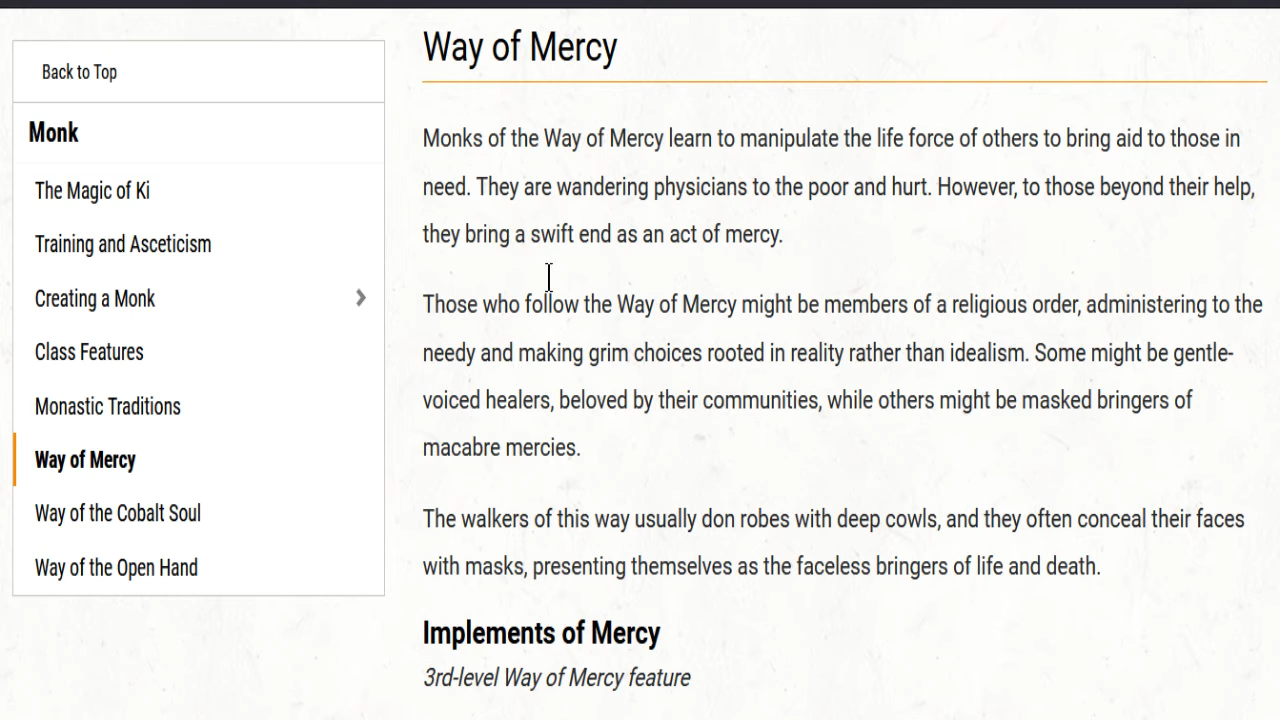 Back to Top
Monk
The Magic of Ki
Training and Asceticism
Creating a Monk
Class Features
Monastic Traditions
Way of Mercy
Way of the Cobalt Soul
Way of the Open Hand
Way of Mercy
Monks of the Way of Mercy learn to manipulate the life force of others to bring aid to those in
need. They are wandering physicians to the poor and hurt. However, to those beyond their help,
they bring a swift end as an act of mercy.
Those who follow the Way of Mercy might be members of a religious order, administering to the
needy and making grim choices rooted in reality rather than idealism. Some might be gentle-
voiced healers, beloved by their communities, while others might be masked bringers of
macabre mercies.
The walkers of this way usually don robes with deep cowls, and they often conceal their faces
with masks, presenting themselves as the faceless bringers of life and death.
Implements of Mercy
3rd-level Way of Mercy feature